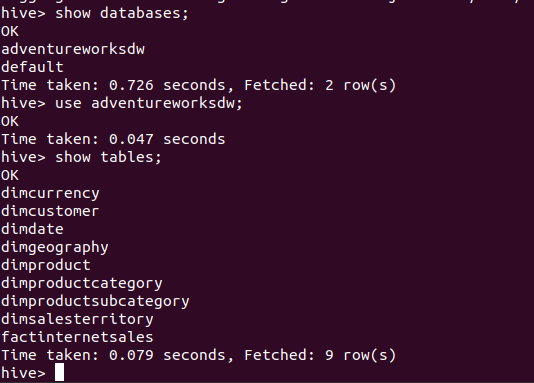 hive> show databases;
OK
adventureworksdw
default
Time taken: 0.726 seconds, Fetched: 2 row(s)
hive> use adventureworksdw;
OK
Time taken: 0.047 seconds
hive> show tables;
OK
dimcurrency
dimcustomer
dimdate
dimgeography
dimproduct
dimproductcategory
dimproductsubcategory
dimsalesterritory
factinternetsales
Time taken: 0.079 seconds, Fetched: 9 row(s)
hive>